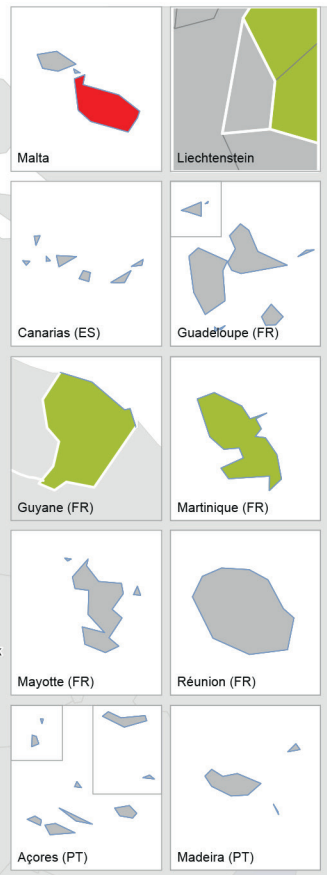 Malta
Liechtenstein
Canarias (ES)
Guadeloupe (FR)
Guyane (FR)
Martinique (FR)
Mayotte (FR)
Réunion (FR)
Açores (PT)
Madeira (PT)